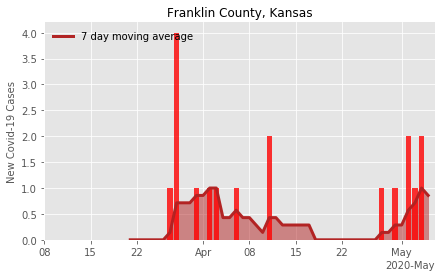 Franklin County, Kansas
7 day moving average
New Covid-19 Cases
4.0
3.5
3.0
2.5
2.0
1.5
1.0
0.5
0.0
08 15 22 Apr 08 15 22 May
2020-May